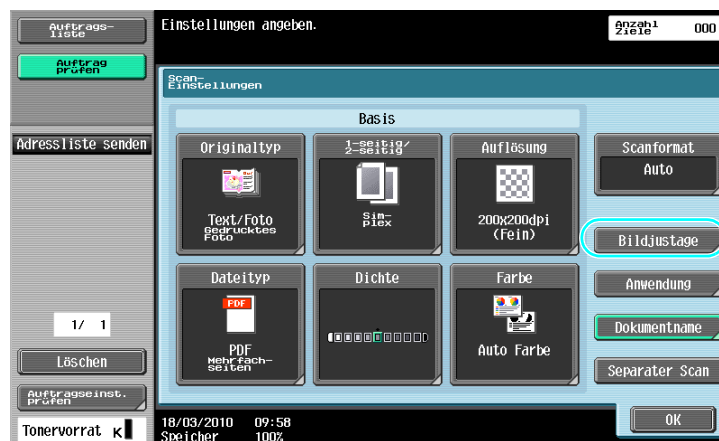 Auftrags-
liste
Einstellungen angeben.
Anzahl
Ziele
000
Auftrag
prüfen
Scan-
Einstellungen
Basis
Adressliste senden
Originaltyp
1-seitig/
2-seitig
Auflösung
Scanformat
Auto
Text/Foto
Gedrucktes
Foto
Sim-
plex
200x200dpi
(Fein)
Bildjustage
Dateityp
Dichte
Farbe
Anwendung
PDF
1/ 1
PDF
Mehrfach-
seiten
Auto Farbe
Dokumentname
Löschen
Separater Scan
Auftragseinst.
prüfen
OK
Tonervorrat K
18/03/2010 09:58
Speicher 100%